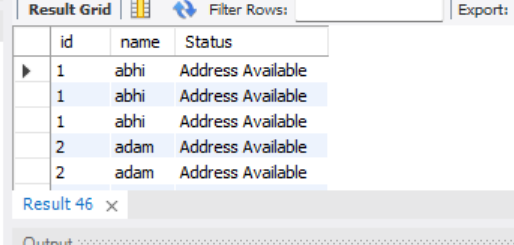 Result Grid Filter Rows: Export:
id name Status
1 abhi Address Available
1 abhi Address Available
1 abhi Address Available
2 adam Address Available
2 adam Address Available
Result 46 ×
Output